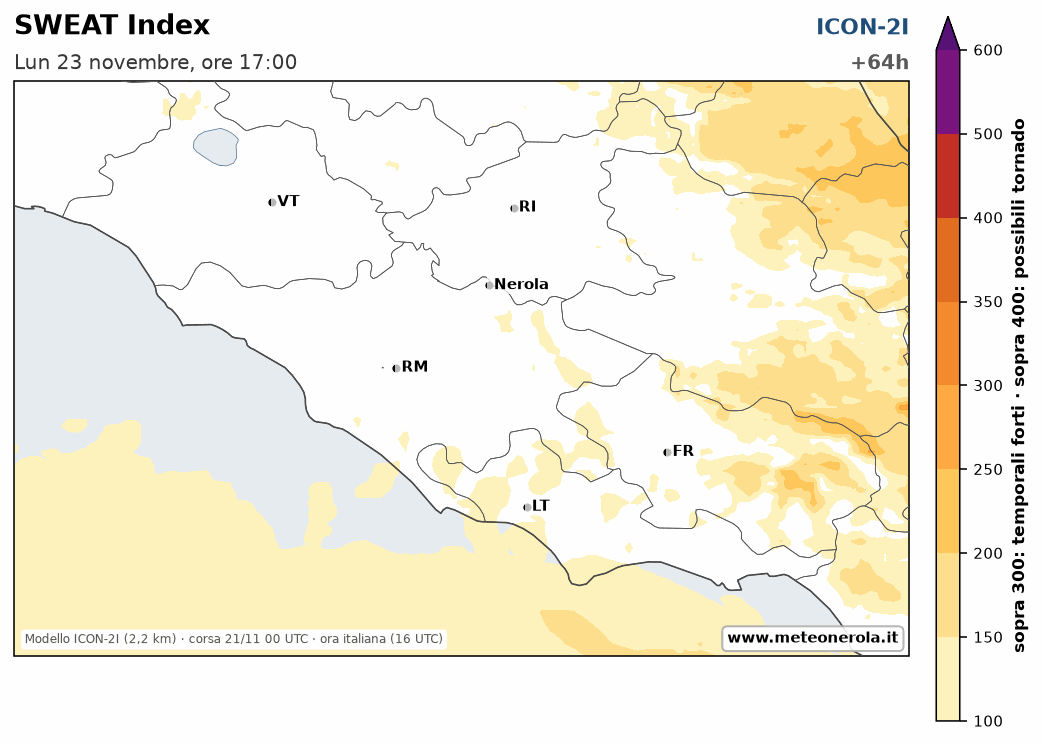 SWEAT Index
ICON-2I
Lun 23 novembre, ore 17:00
+64h
VT
RI
Nerola
RM
FR
LT
Modello ICON-2I (2,2 km) · corsa 21/11 00 UTC · ora italiana (16 UTC)
www.meteonerola.it
600
500
400
350
300
250
200
150
100
sopra 300: temporali forti · sopra 400: possibili tornado